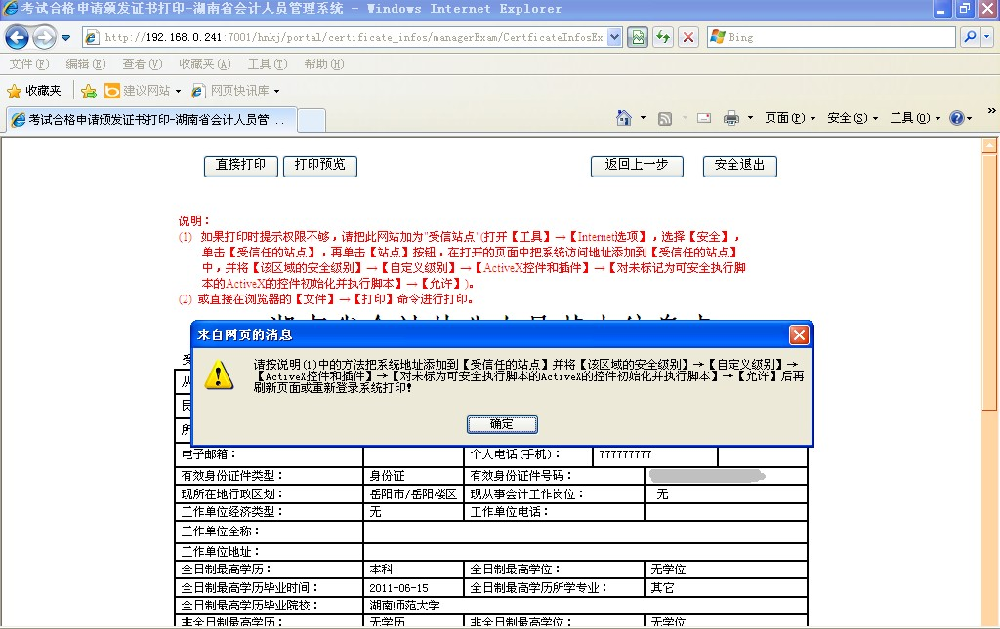 考试合格申请颁发证书打印-湖南省会计人员管理系统 - Windows Internet Explorer
http://192.168.0.241:7001/hnkj/portal/certificate_infos/managerExam/CertficateInfosEx
Bing
文件(F) 编辑(E) 查看(V) 收藏夹(A) 工具(T) 帮助(H)
收藏夹 建议网站 网页快讯库
考试合格申请颁发证书打印-湖南省会计人员管... 页面(P) 安全(S) 工具(O) »
直接打印 打印预览 返回上一步 安全退出
说明：
(1) 如果打印时提示权限不够，请把此网站加为"受信站点"(打开【工具】→【Internet选项】，选择【安全】，
单击【受信任的站点】，再单击【站点】按钮，在打开的页面中把系统访问地址添加到【受信任的站点】
中，并将【该区域的安全级别】→【自定义级别】→【ActiveX控件和插件】→【对未标记为可安全执行脚
本的ActiveX的控件初始化并执行脚本】→【允许】)。
(2) 或直接在浏览器的【文件】→【打印】命令进行打印。
来自网页的消息
请按说明(1)中的方法把系统地址添加到【受信任的站点】并将【该区域的安全级别】→【自定义级别】→
【ActiveX控件和插件】→【对未标为可安全执行脚本的ActiveX的控件初始化并执行脚本】→【允许】后再
刷新页面或重新登录系统打印!
确定
受
从
民
所
电子邮箱： 个人电话(手机)： 777777777
有效身份证件类型： 身份证 有效身份证件号码：
现所在地行政区划： 岳阳市/岳阳楼区 现从事会计工作岗位： 无
工作单位经济类型： 无 工作单位电话：
工作单位全称：
工作单位地址：
全日制最高学历： 本科 全日制最高学位： 无学位
全日制最高学历毕业时间： 2011-06-15 全日制最高学历所学专业： 其它
全日制最高学历毕业院校： 湖南师范大学
非全日制最高学历： 无学历 非全日制最高学位： 无学位